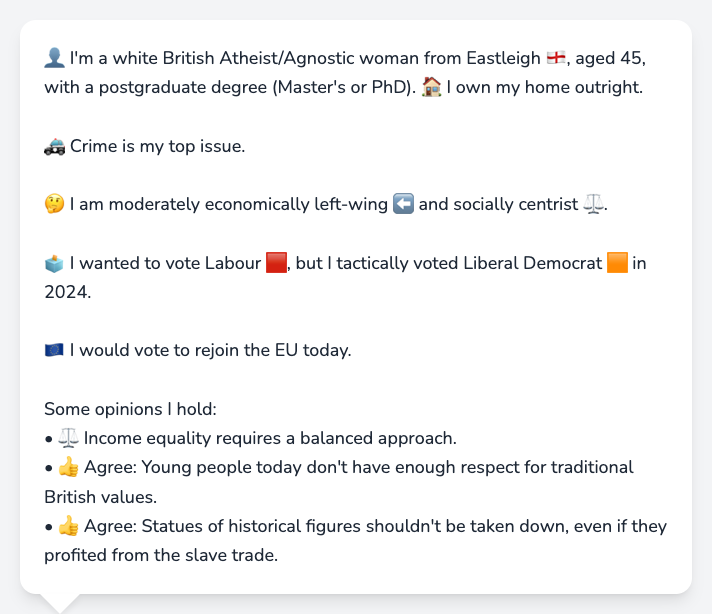 👤 I'm a white British Atheist/Agnostic woman from Eastleigh 🏴󠁧󠁢󠁥󠁮󠁧󠁿, aged 45,
with a postgraduate degree (Master's or PhD). 🏠 I own my home outright.
🚓 Crime is my top issue.
🤔 I am moderately economically left-wing ⬅️ and socially centrist ⚖️.
🗳️ I wanted to vote Labour 🟥, but I tactically voted Liberal Democrat 🟧 in
2024.
🇪🇺 I would vote to rejoin the EU today.
Some opinions I hold:
• ⚖️ Income equality requires a balanced approach.
• 👍 Agree: Young people today don't have enough respect for traditional
British values.
• 👍 Agree: Statues of historical figures shouldn't be taken down, even if they
profited from the slave trade.